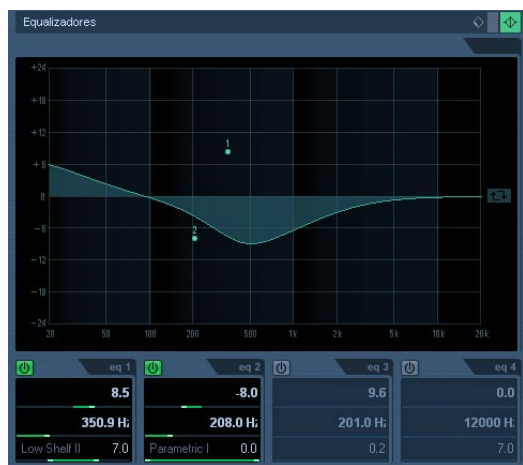 Equalizadores
+24
+18
+12
+6
0
-6
-12
-18
-24
1
2
20 50 100 200 500 1k 2k 5k 10k 20k
eq 1 eq 2 eq 3 eq 4
8.5 -8.0 9.6 0.0
350.9 Hz 208.0 Hz 201.0 Hz 12000 Hz
Low Shelf II 7.0 Parametric I 0.0 0.2 7.0